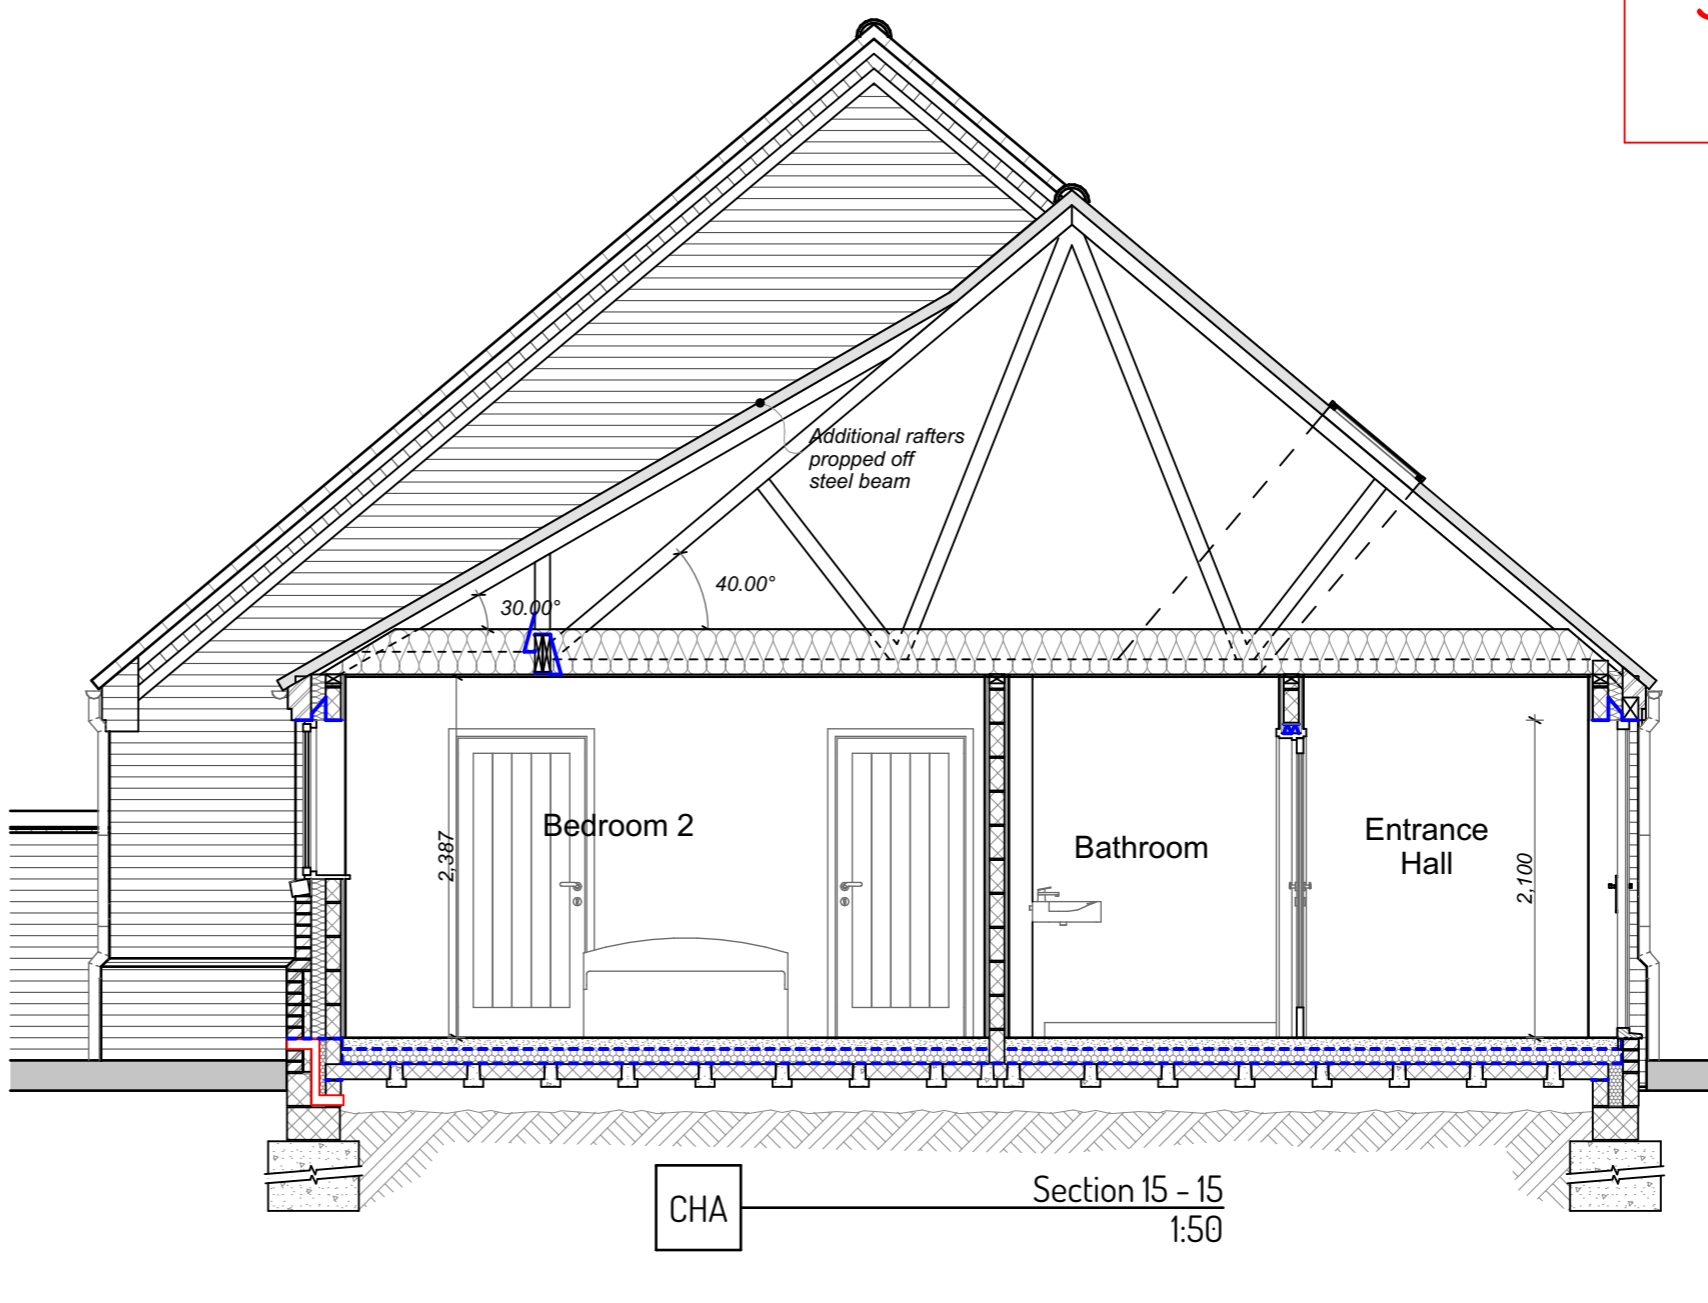 Additional rafters
propped off
steel beam
40.00°
30.00°
Bedroom 2
2,387
Bathroom
Entrance
Hall
2,100
CHA
Section 15 - 15
1:50